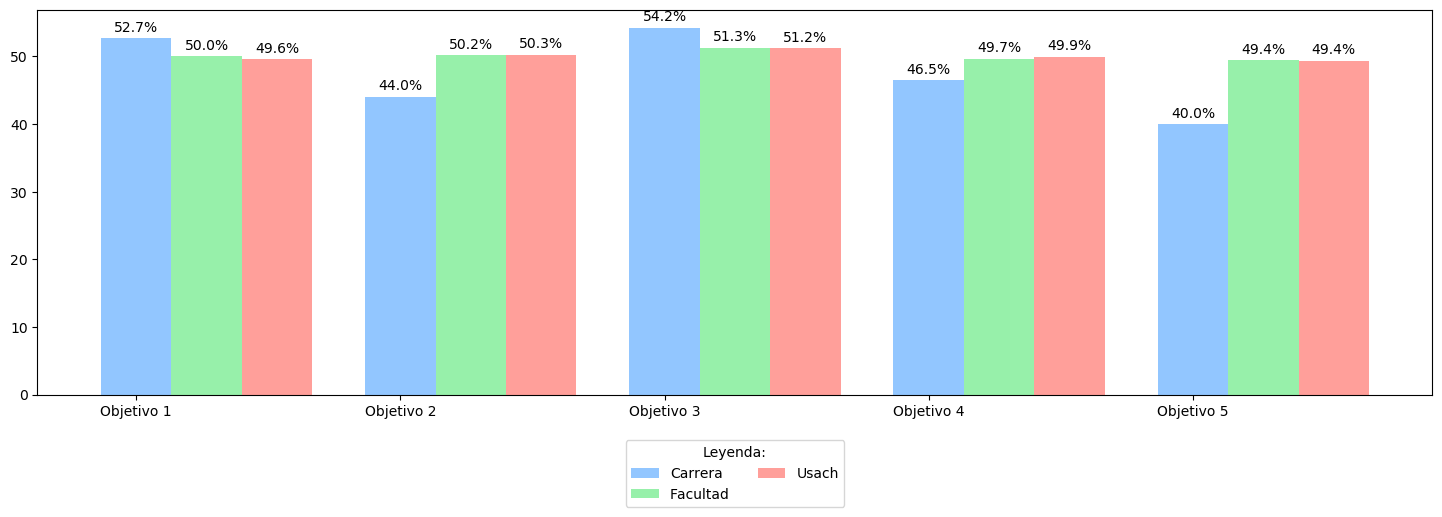 54.2%
52.7%
50.0%
49.6%
44.0%
50.2%
50.3%
51.3%
51.2%
46.5%
49.7%
49.9%
40.0%
49.4%
49.4%
50
40
30
20
10
0
Objetivo 1
Objetivo 2
Objetivo 3
Objetivo 4
Objetivo 5
Leyenda:
Carrera
Usach
Facultad